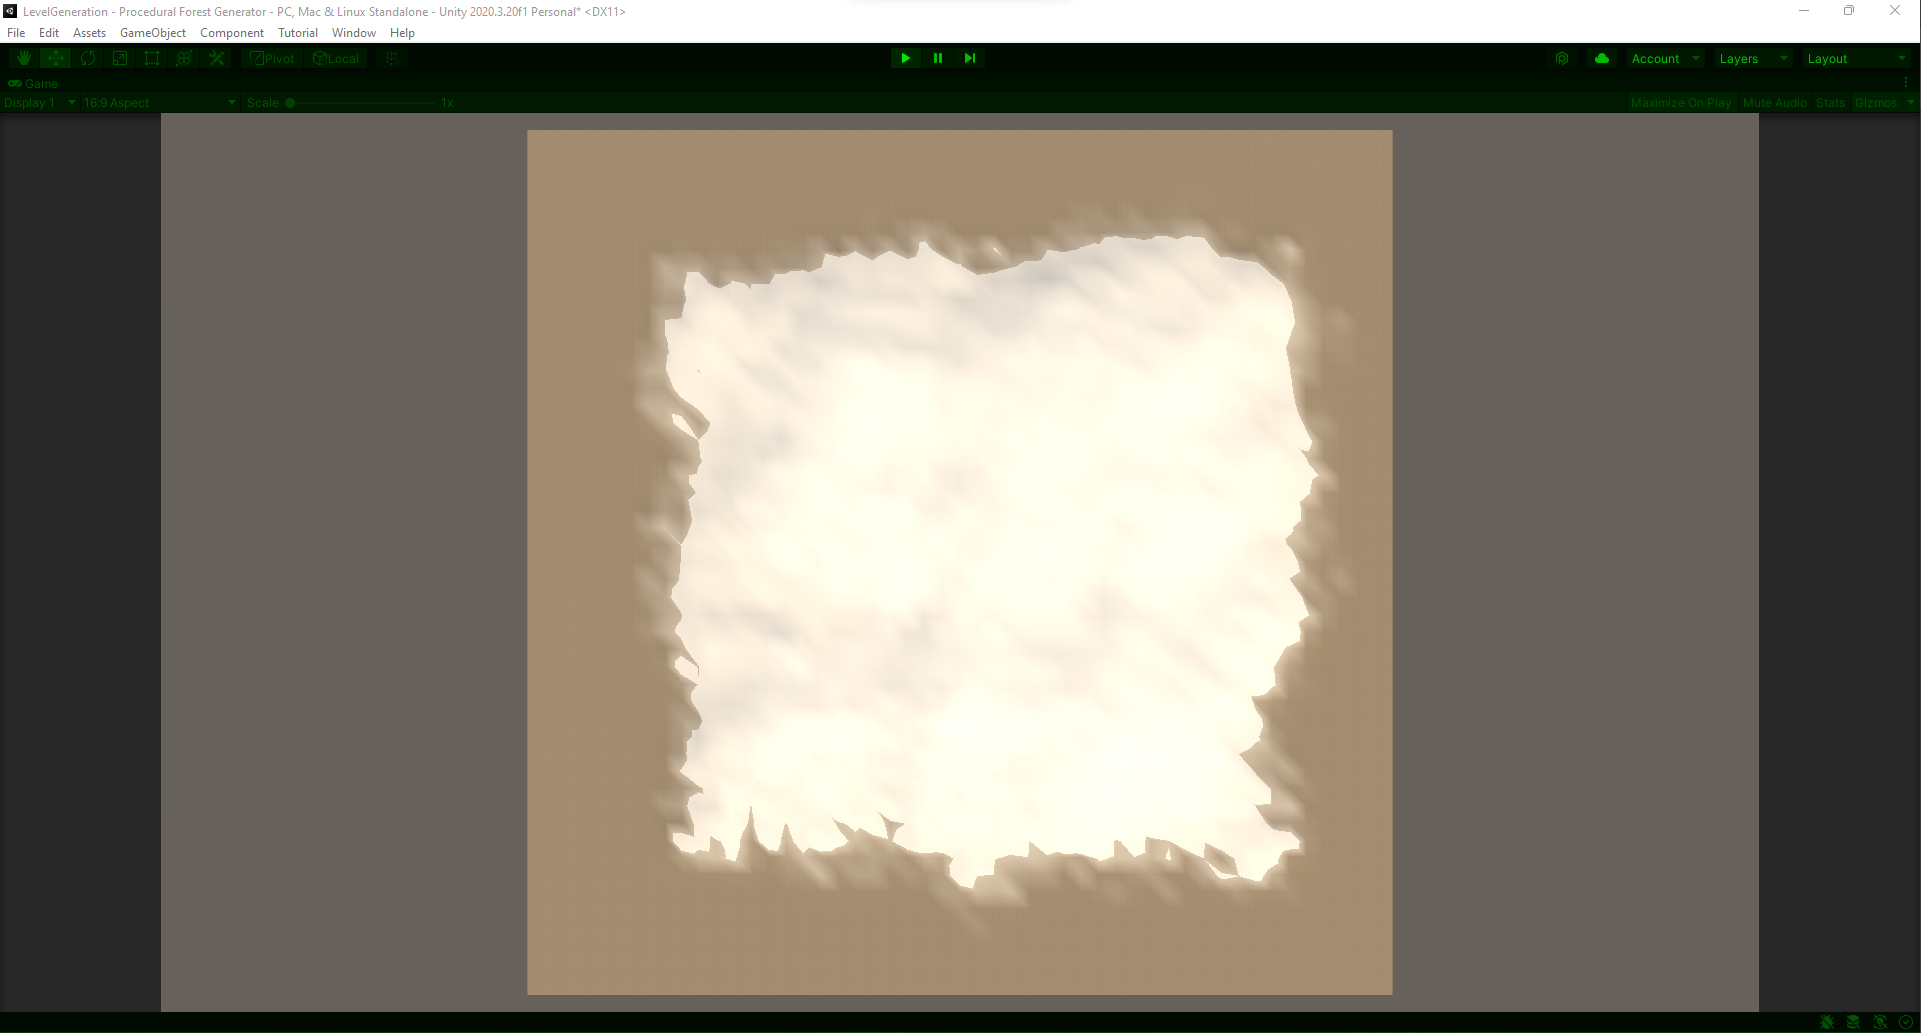 LevelGeneration - Procedural Forest Generator - PC, Mac & Linux Standalone - Unity 2020.3.20f1 Personal* <DX11>
File Edit Assets GameObject Component Tutorial Window Help
Pivot Local Account Layers Layout
Game
Display 1 16:9 Aspect Scale 1x Maximize On Play Mute Audio Stats Gizmos